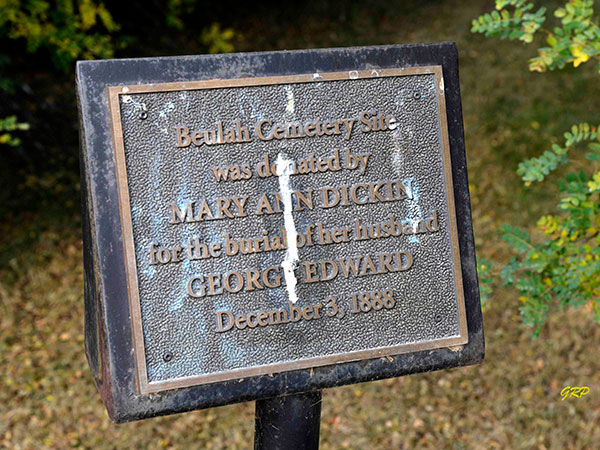 Beulah Cemetery Site
was donated by
MARY ANN DICKIN
for the burial of her husband
GEORGE EDWARD
December 3, 1888
GRP